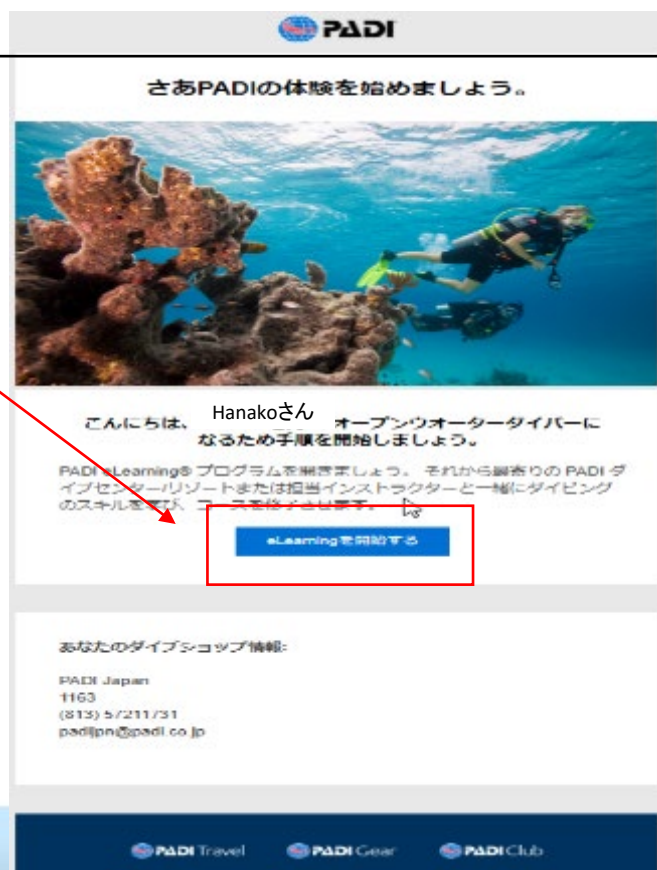 PADI
さあPADIの体験を始めましょう。
こんにちは、 Hanakoさん オープンウオーターダイバーに
なるため手順を開始しましょう。
PADI eLearning® プログラムを開きましょう。 それから最寄りの PADI ダ
イブセンター/リゾートまたは担当インストラクターと一緒にダイビング
のスキルを学び、コースを修了させます。
eLearningを開始する
あなたのダイブショップ情報:
PADI Japan
1163
(813) 57211731
padijpn@padi.co.jp
PADI Travel PADI Gear PADI Club